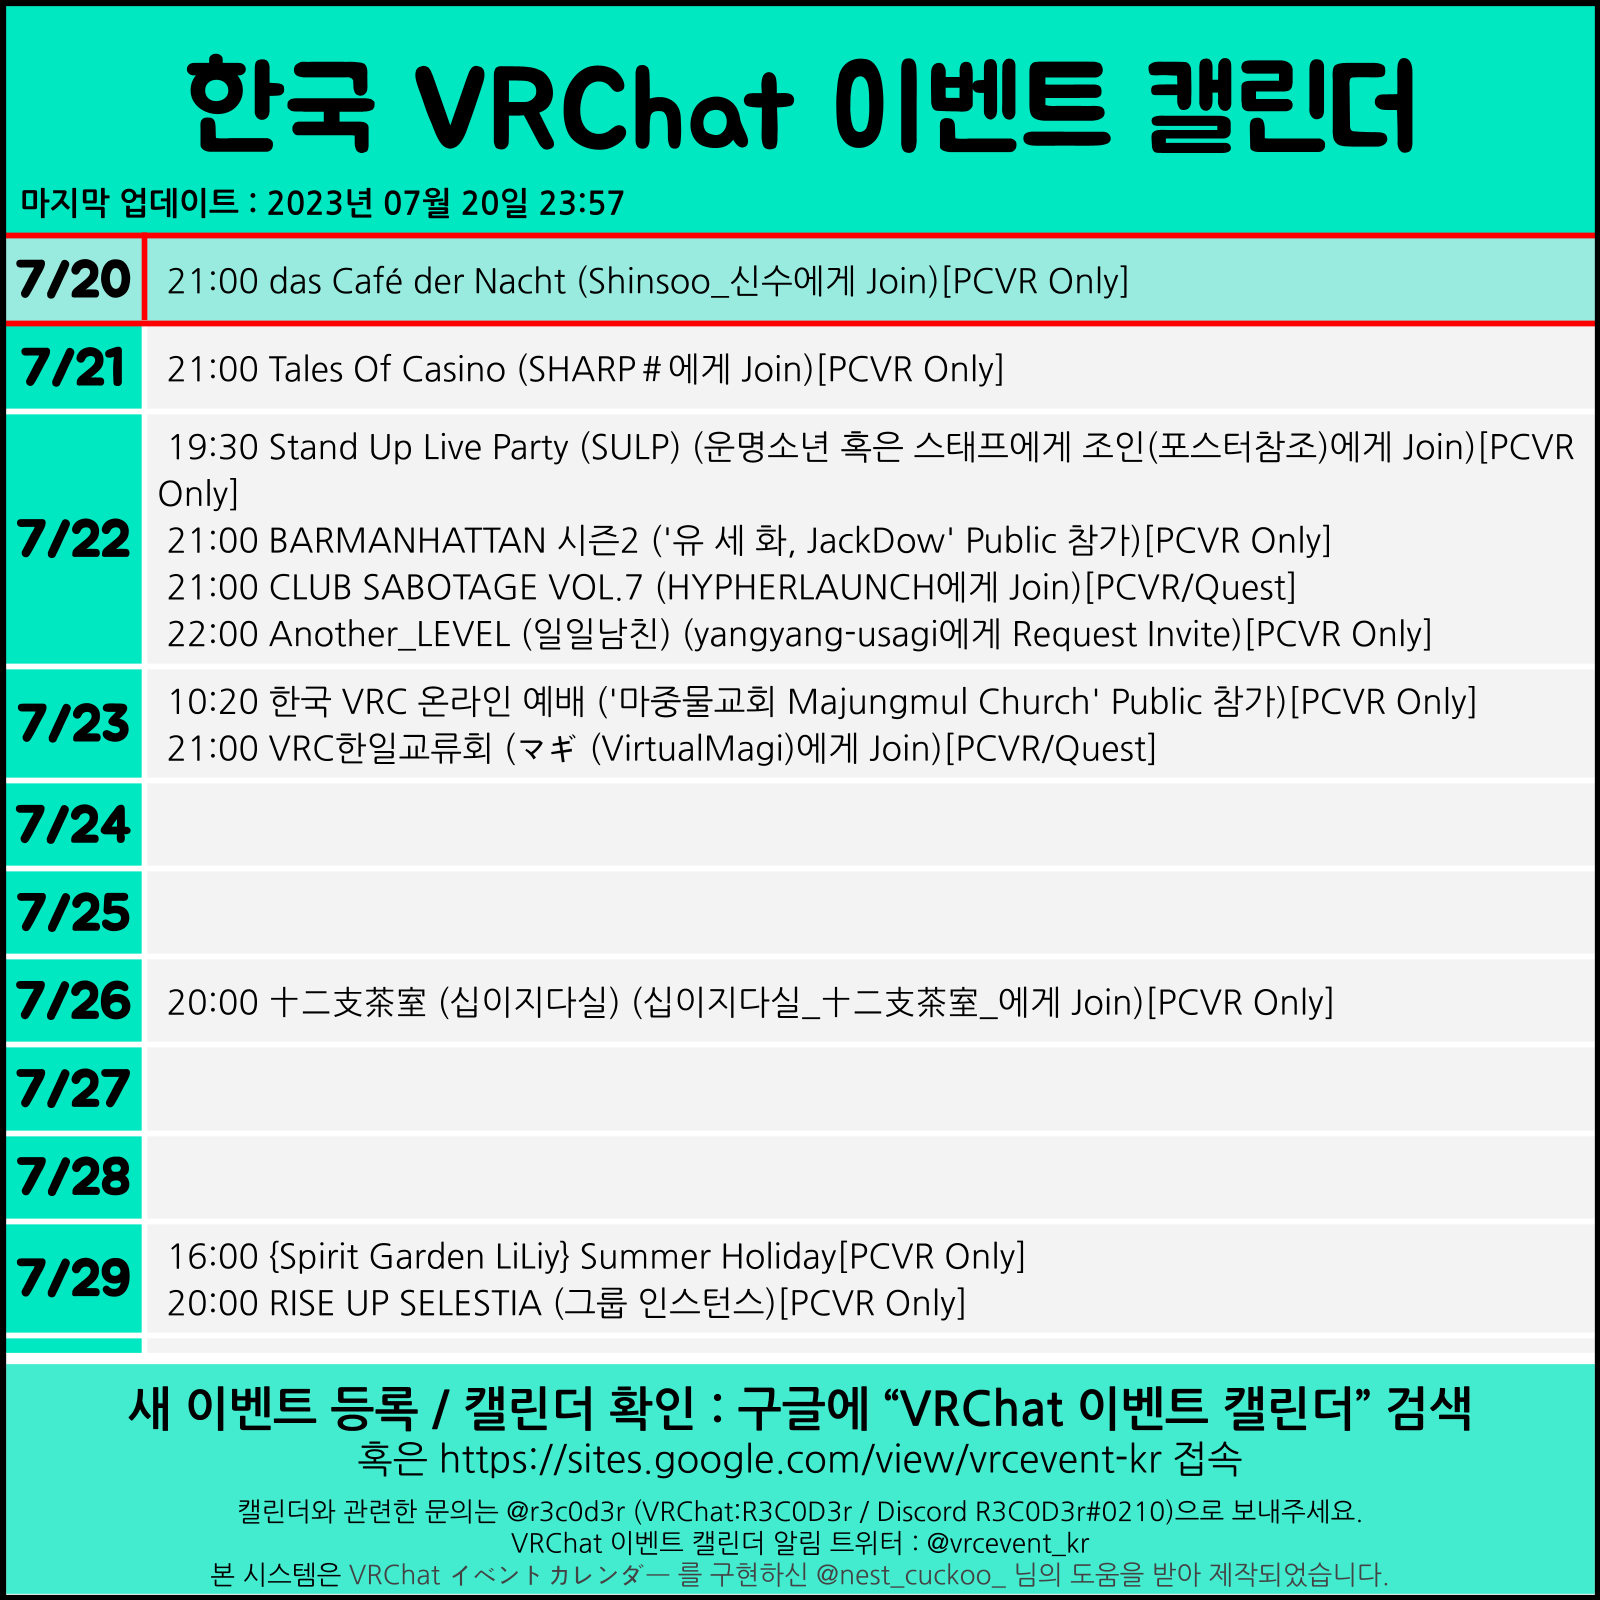 한국 VRChat 이벤트 캘린더
마지막 업데이트 : 2023년 07월 20일 23:57
7/20
21:00 das Café der Nacht (Shinsoo_신수에게 Join)[PCVR Only]
7/21
21:00 Tales Of Casino (SHARP＃에게 Join)[PCVR Only]
7/22
19:30 Stand Up Live Party (SULP) (운명소년 혹은 스태프에게 조인(포스터참조)에게 Join)[PCVR
Only]
21:00 BARMANHATTAN 시즌2 ('유 세 화, JackDow' Public 참가)[PCVR Only]
21:00 CLUB SABOTAGE VOL.7 (HYPHERLAUNCH에게 Join)[PCVR/Quest]
22:00 Another_LEVEL (일일남친) (yangyang-usagi에게 Request Invite)[PCVR Only]
7/23
10:20 한국 VRC 온라인 예배 ('마중물교회 Majungmul Church' Public 참가)[PCVR Only]
21:00 VRC한일교류회 (マギ (VirtualMagi)에게 Join)[PCVR/Quest]
7/24
7/25
7/26
20:00 十二支茶室 (십이지다실) (십이지다실_十二支茶室_에게 Join)[PCVR Only]
7/27
7/28
7/29
16:00 {Spirit Garden LiLiy} Summer Holiday[PCVR Only]
20:00 RISE UP SELESTIA (그룹 인스턴스)[PCVR Only]
새 이벤트 등록 / 캘린더 확인 : 구글에 “VRChat 이벤트 캘린더” 검색
혹은 https://sites.google.com/view/vrcevent-kr 접속
캘린더와 관련한 문의는 @r3c0d3r (VRChat:R3C0D3r / Discord R3C0D3r#0210)으로 보내주세요.
VRChat 이벤트 캘린더 알림 트위터 : @vrcevent_kr
본 시스템은 VRChat イベントカレンダー 를 구현하신 @nest_cuckoo_ 님의 도움을 받아 제작되었습니다.